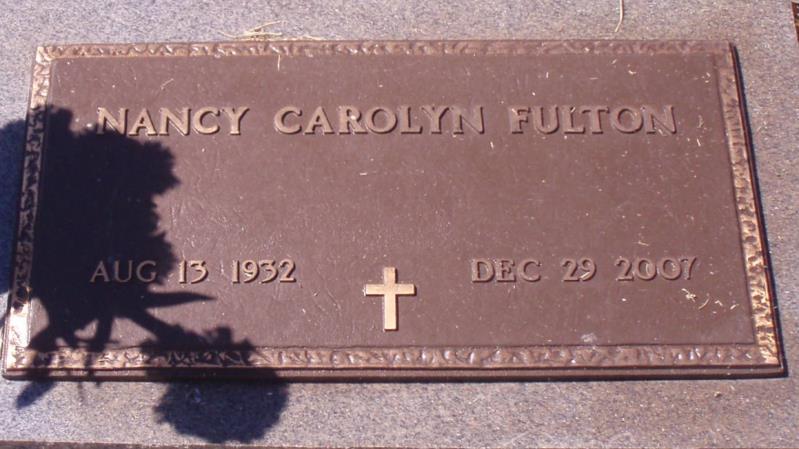 NANCY CAROLYN FULTON
AUG 13 1932 DEC 29 2007